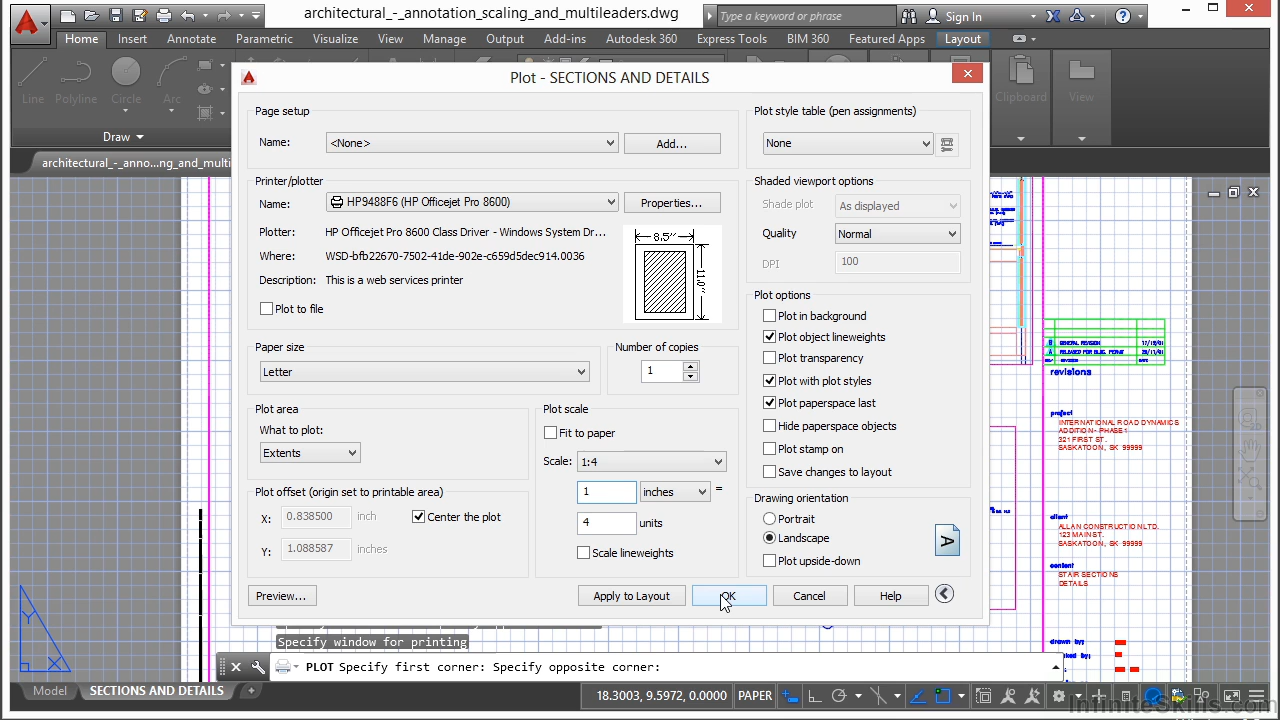 architectural_-_annotation_scaling_and_multileaders.dwg
Type a keyword or phrase
Sign In
Home Insert Annotate Parametric Visualize View Manage Output Add-ins Autodesk 360 Express Tools BIM 360 Featured Apps Layout
Line Polyline Circle Arc Clipboard View
Draw
architectural_-_anno...ng_and_multi
Plot - SECTIONS AND DETAILS
Page setup
Name: <None> Add...
Printer/plotter
Name: HP9488F6 (HP Officejet Pro 8600) Properties...
Plotter: HP Officejet Pro 8600 Class Driver - Windows System Dr...
Where:
Description: This is a web services printer
Plot to file
8.5''
11.0''
Paper size
Letter
Number of copies
1
Plot area
What to plot:
Extents
Plot offset (origin set to printable area)
X: 0.838500 inch
Center the plot
Y: 1.088587 inches
Plot scale
Fit to paper
Scale: 1:4
1 inches =
4 units
Scale lineweights
Plot style table (pen assignments)
None
Shaded viewport options
Shade plot As displayed
Quality Normal
DPI 100
Plot options
Plot in background
Plot object lineweights
Plot transparency
Plot with plot styles
Plot paperspace last
Hide paperspace objects
Plot stamp on
Save changes to layout
Drawing orientation
Portrait
Landscape
Plot upside-down
A
Preview... Apply to Layout OK Cancel Help
B GENERAL REVISION
A RELEASED FOR BLDG. PERMIT
revisions
project
INTERNATIONAL ROAD DYNAMICS
ADDITION - PHASE 1
321 FIRST ST.
SASKATOON, SK 99999
client
ALLAN CONSTRUCTION LTD.
123 MAIN ST.
SASKATOON, SK 99999
content
STAIR SECTIONS
DETAILS
drawn by:
Y
X
Specify window for printing
PLOT Specify first corner: Specify opposite corner:
Model SECTIONS AND DETAILS
18.3003, 9.5972, 0.0000 PAPER
InfiniteSkills.com